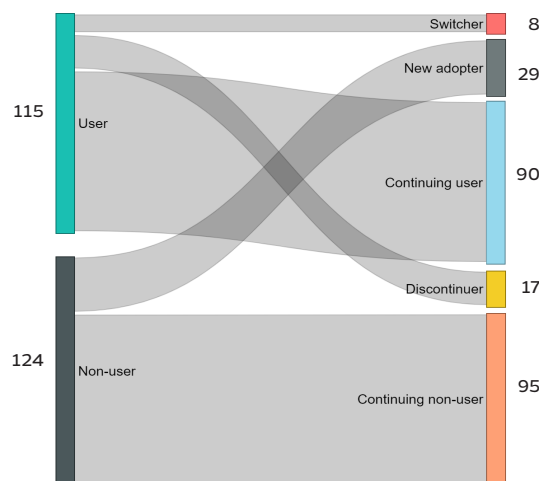 Switcher 8
New adopter 29
115 User
Continuing user 90
Discontinuer 17
124 Non-user
Continuing non-user 95